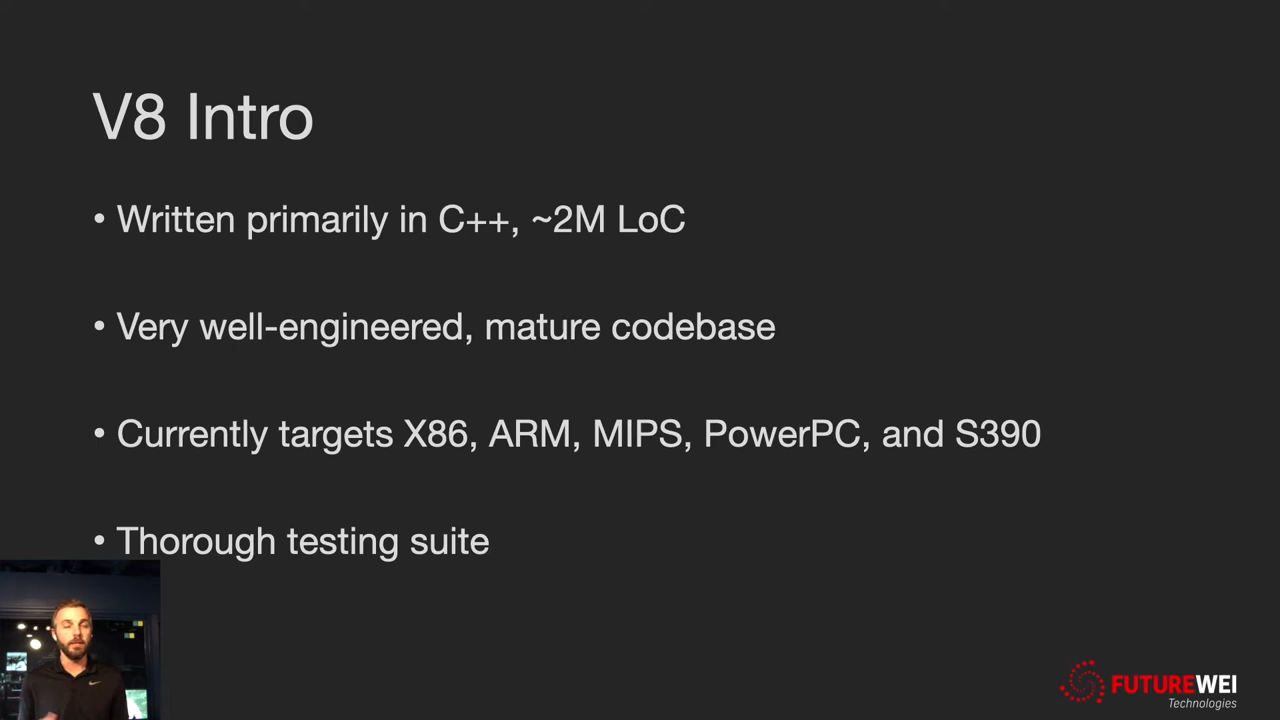 V8 Intro
• Written primarily in C++, ~2M LoC
• Very well-engineered, mature codebase
• Currently targets X86, ARM, MIPS, PowerPC, and S390
• Thorough testing suite
FUTUREWEI
Technologies